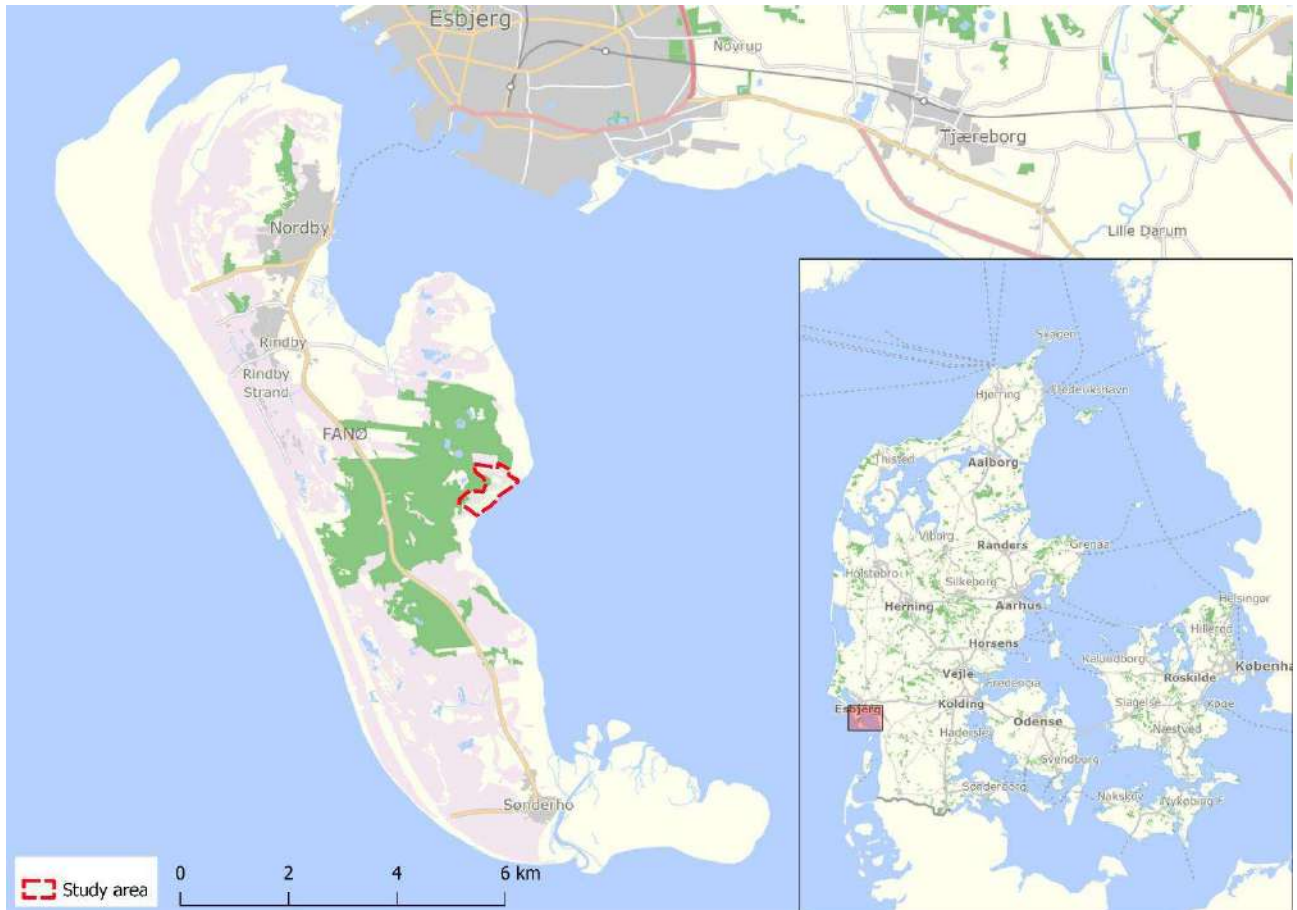 Esbjerg
Novrup
Tjæreborg
Nordby
Lille Darum
Rindby
Rindby
Strand
FANØ
Sønderho
0 2 4 6 km
Study area
Skagen
Frederikshavn
Hjørring
Thisted
Aalborg
Viborg
Randers
Grenaa
Holstebro
Silkeborg
Helsingør
Herning
Aarhus
Hillerød
Horsens
Kalundborg
Københa
Vejle
Fredericia
Roskilde
Esbjerg
Kolding
Slagelse
Køge
Odense
Næstved
Haderslev
Svendborg
Sønderborg
Nakskov
Nykøbing F